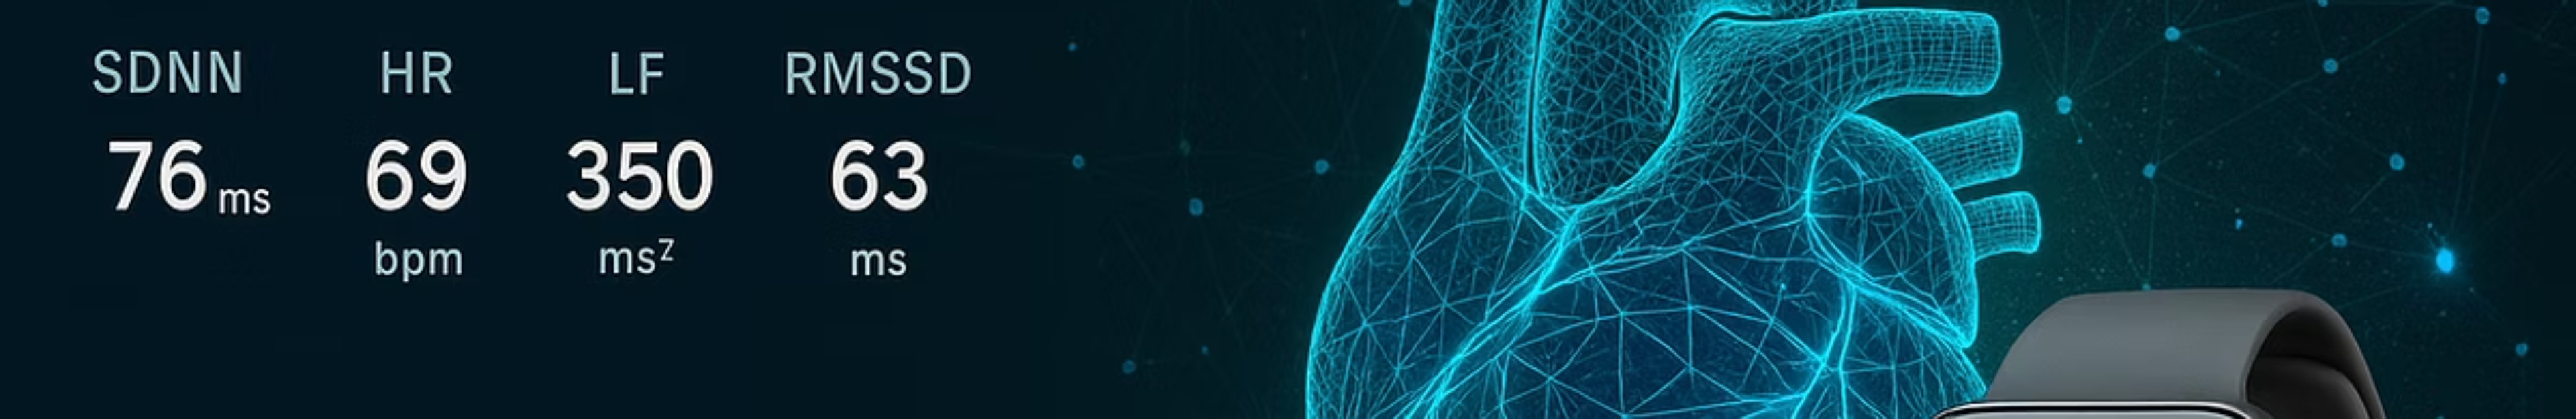 SDNN HR LF RMSSD
76 ms 69 350 63
bpm msᶻ ms